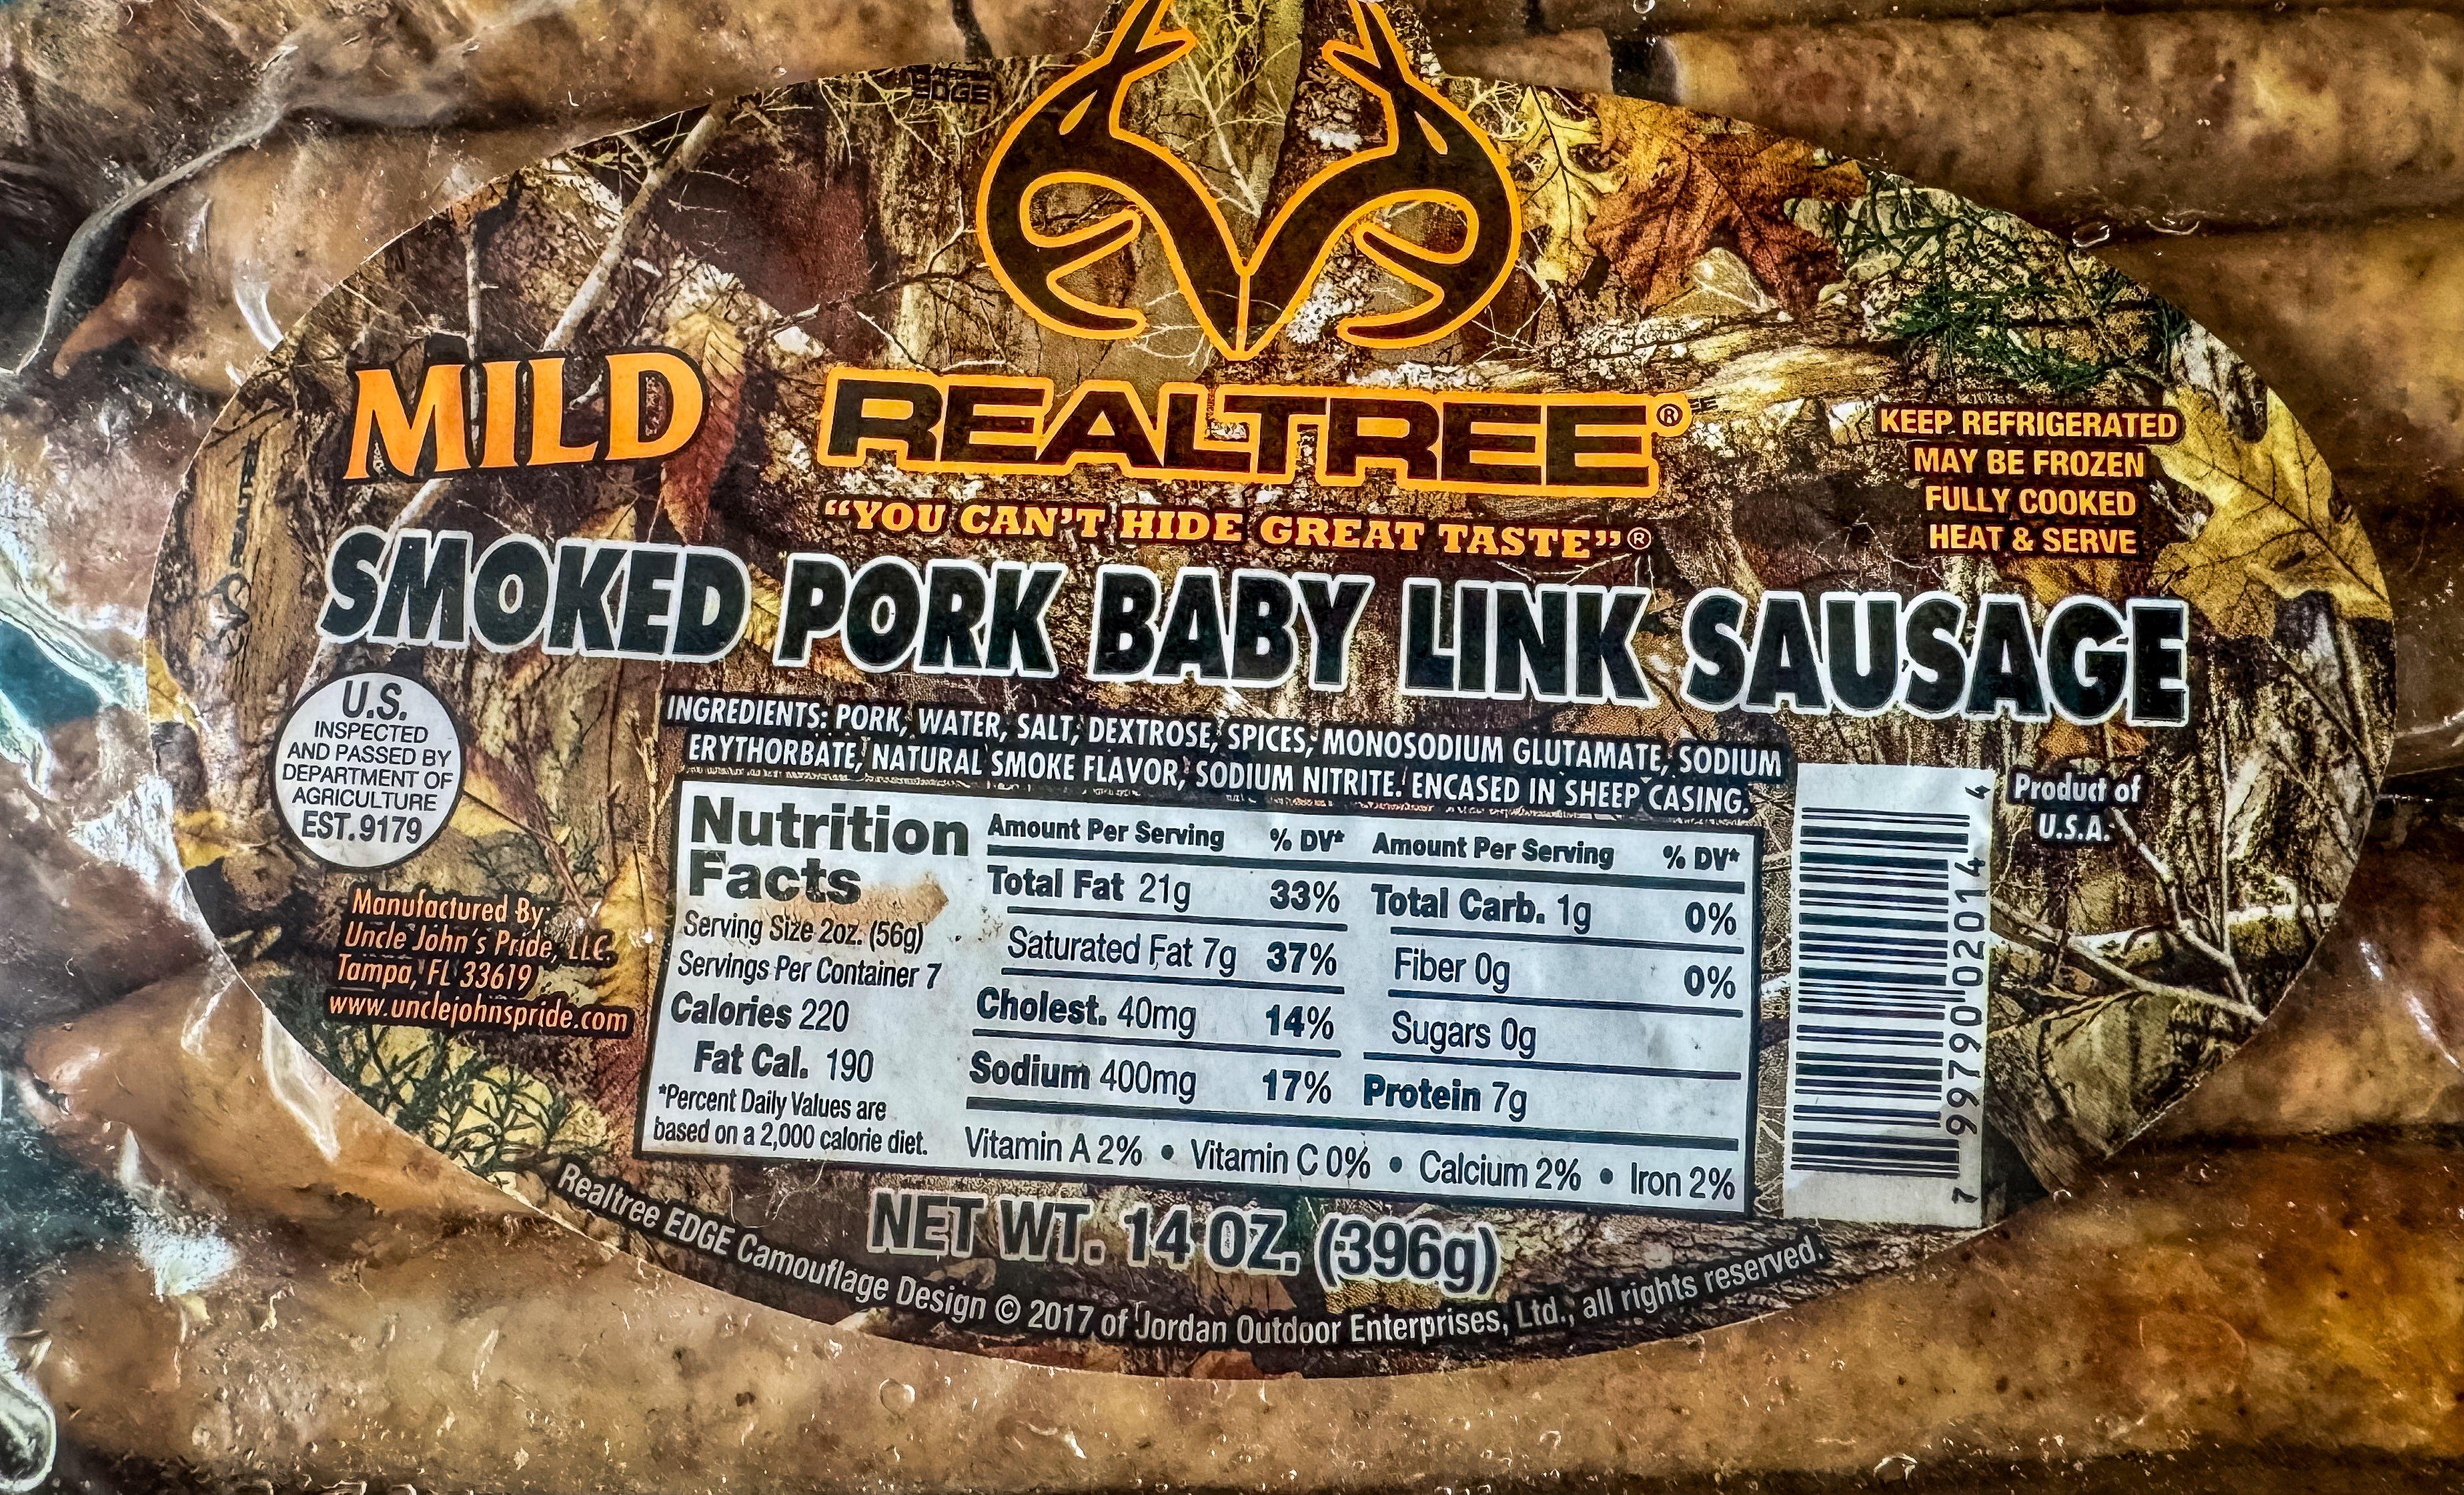 MILD
REALTREE®
"YOU CAN'T HIDE GREAT TASTE"®
KEEP REFRIGERATED
MAY BE FROZEN
FULLY COOKED
HEAT & SERVE
SMOKED PORK BABY LINK SAUSAGE
U.S.
INSPECTED
AND PASSED BY
DEPARTMENT OF
AGRICULTURE
EST. 9179
INGREDIENTS: PORK, WATER, SALT, DEXTROSE, SPICES, MONOSODIUM GLUTAMATE, SODIUM
ERYTHORBATE, NATURAL SMOKE FLAVOR, SODIUM NITRITE. ENCASED IN SHEEP CASING.
Manufactured By:
Uncle John's Pride, LLC.
Tampa, FL 33619
www.unclejohnspride.com
Nutrition
Facts
Serving Size 2oz. (56g)
Servings Per Container 7
Calories 220
Fat Cal. 190
*Percent Daily Values are
based on a 2,000 calorie diet.
Amount Per Serving % DV* Amount Per Serving % DV*
Total Fat 21g 33% Total Carb. 1g 0%
Saturated Fat 7g 37% Fiber 0g 0%
Cholest. 40mg 14% Sugars 0g
Sodium 400mg 17% Protein 7g
Vitamin A 2% • Vitamin C 0% • Calcium 2% • Iron 2%
7 99790 02014 4
Product of
U.S.A.
NET WT. 14 OZ. (396g)
Realtree EDGE Camouflage Design © 2017 of Jordan Outdoor Enterprises, Ltd.; all rights reserved.
EDGE